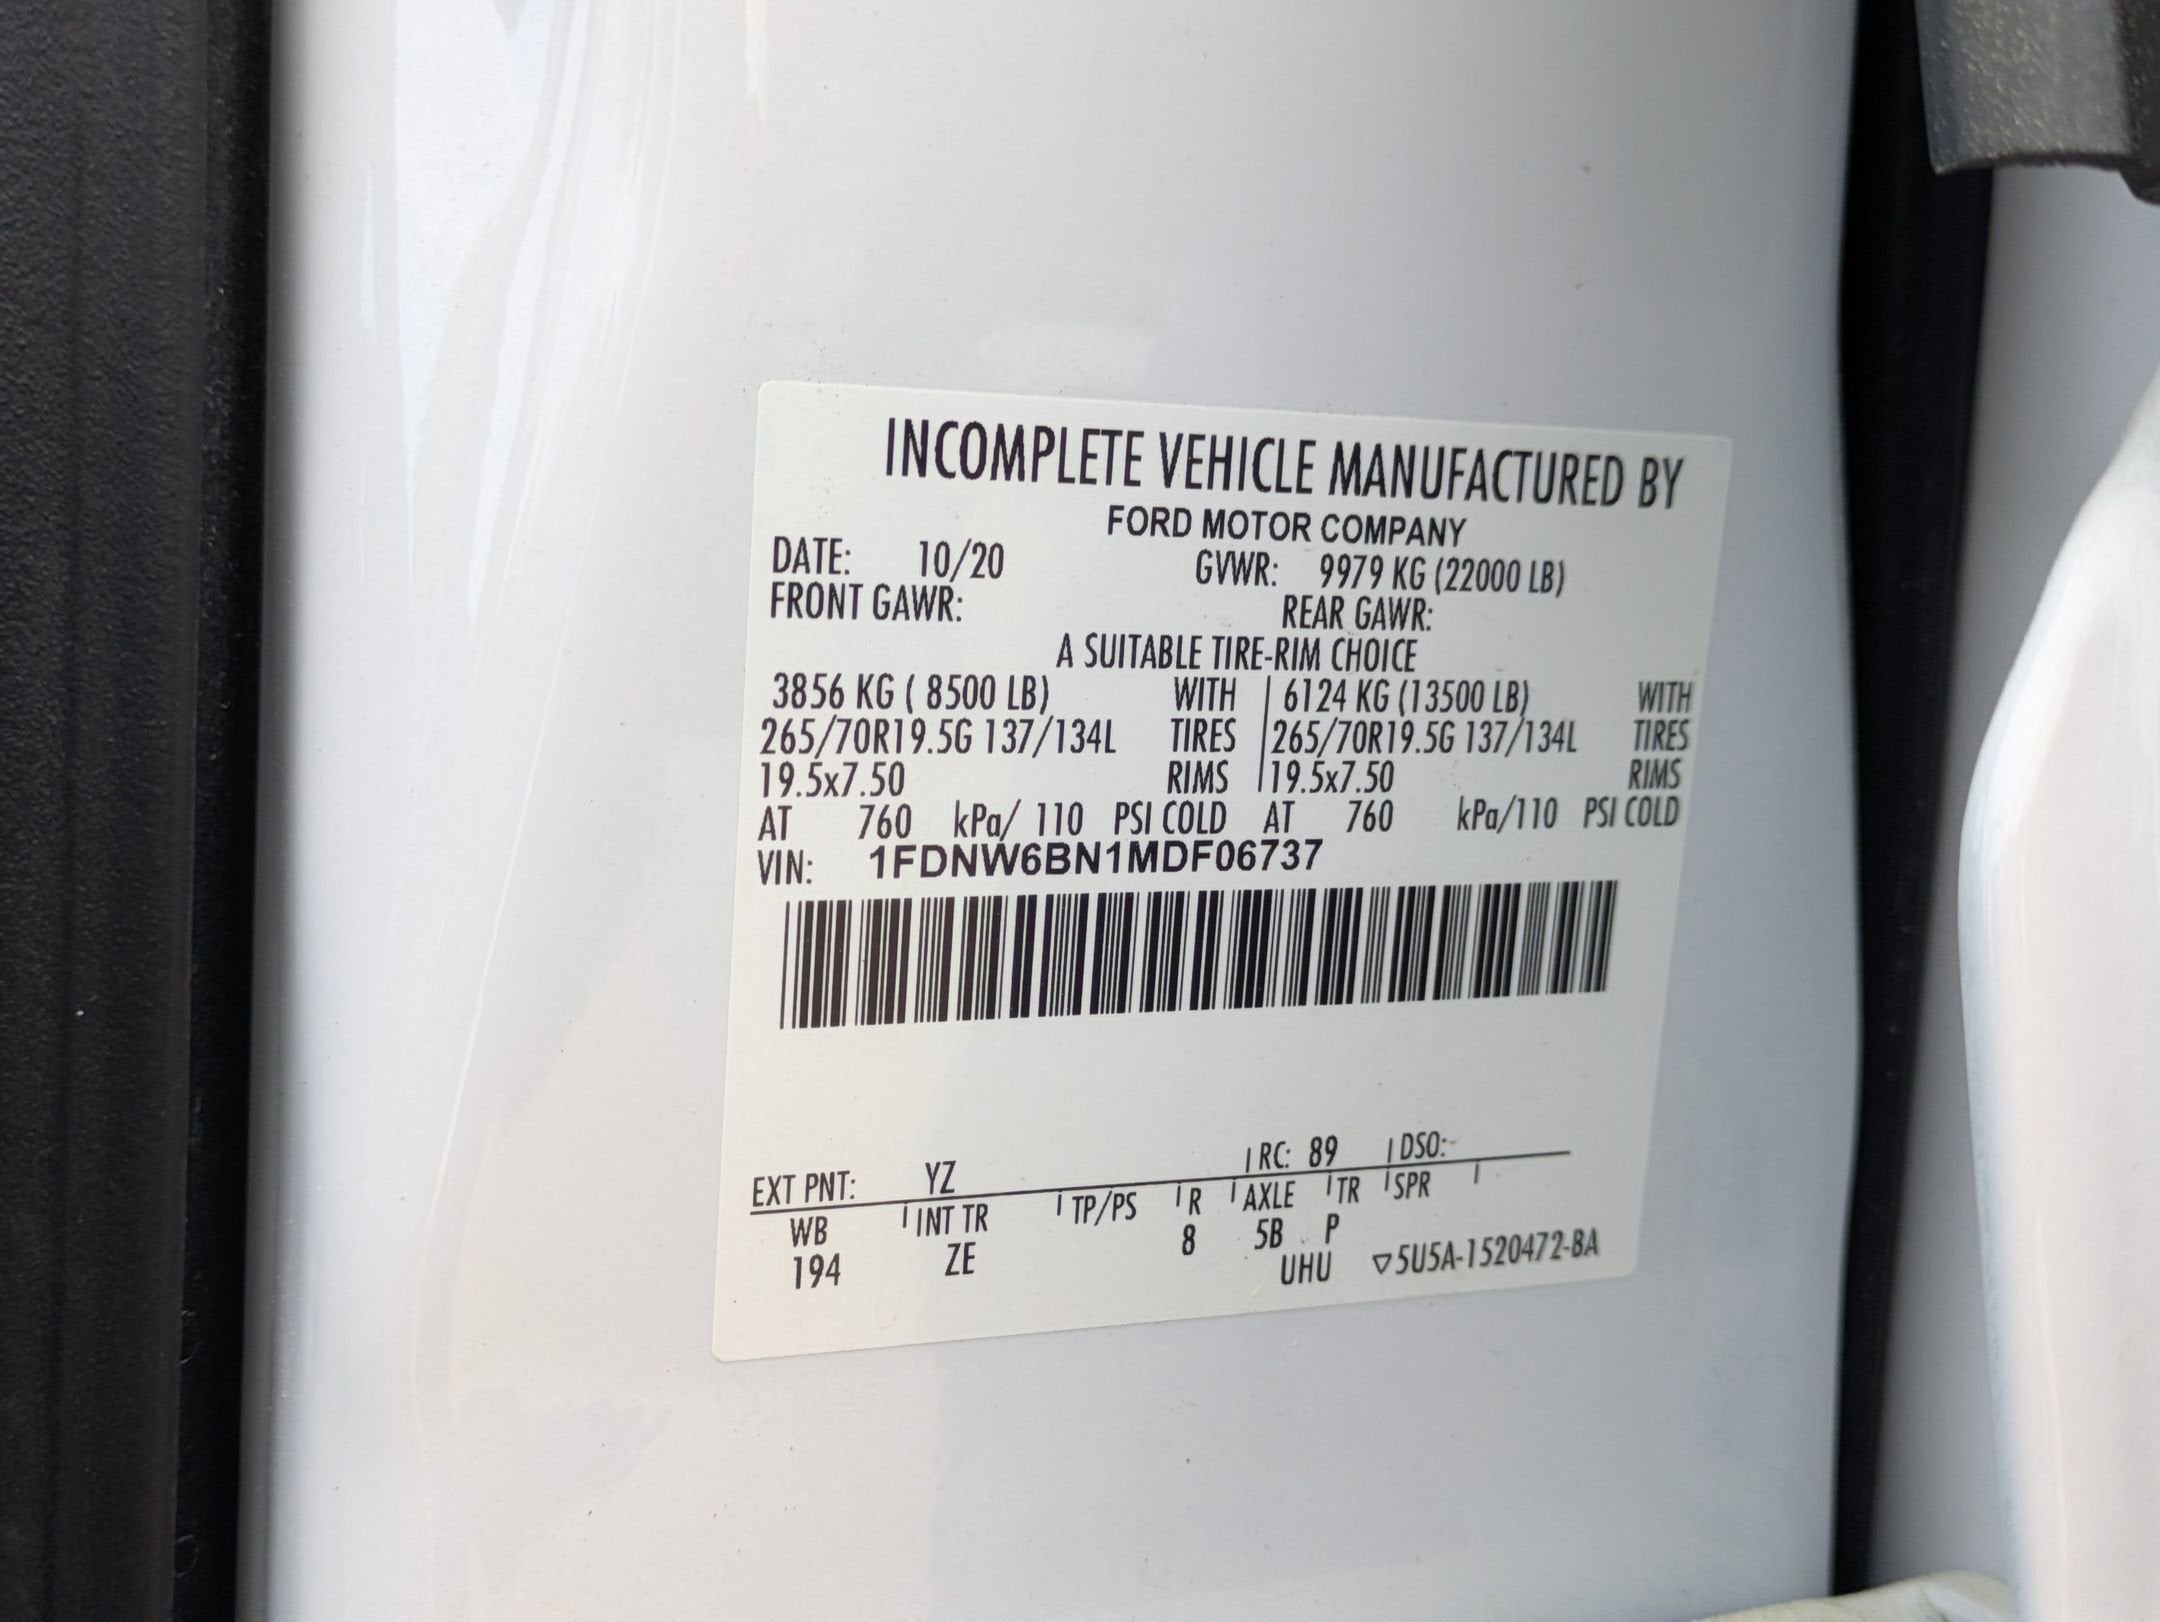 INCOMPLETE VEHICLE MANUFACTURED BY
FORD MOTOR COMPANY
DATE: 10/20 GVWR: 9979 KG (22000 LB)
FRONT GAWR: REAR GAWR:
A SUITABLE TIRE-RIM CHOICE
3856 KG ( 8500 LB) WITH | 6124 KG (13500 LB) WITH
265/70R19.5G 137/134L TIRES | 265/70R19.5G 137/134L TIRES
19.5x7.50 RIMS | 19.5x7.50 RIMS
AT 760 kPa/ 110 PSI COLD AT 760 kPa/110 PSI COLD
VIN: 1FDNW6BN1MDF06737
EXT PNT: YZ | RC: 89 | DSO:
WB | INT TR | TP/PS | R | AXLE | TR | SPR |
194 ZE 8 5B P
UHU ▽5U5A-1520472-BA